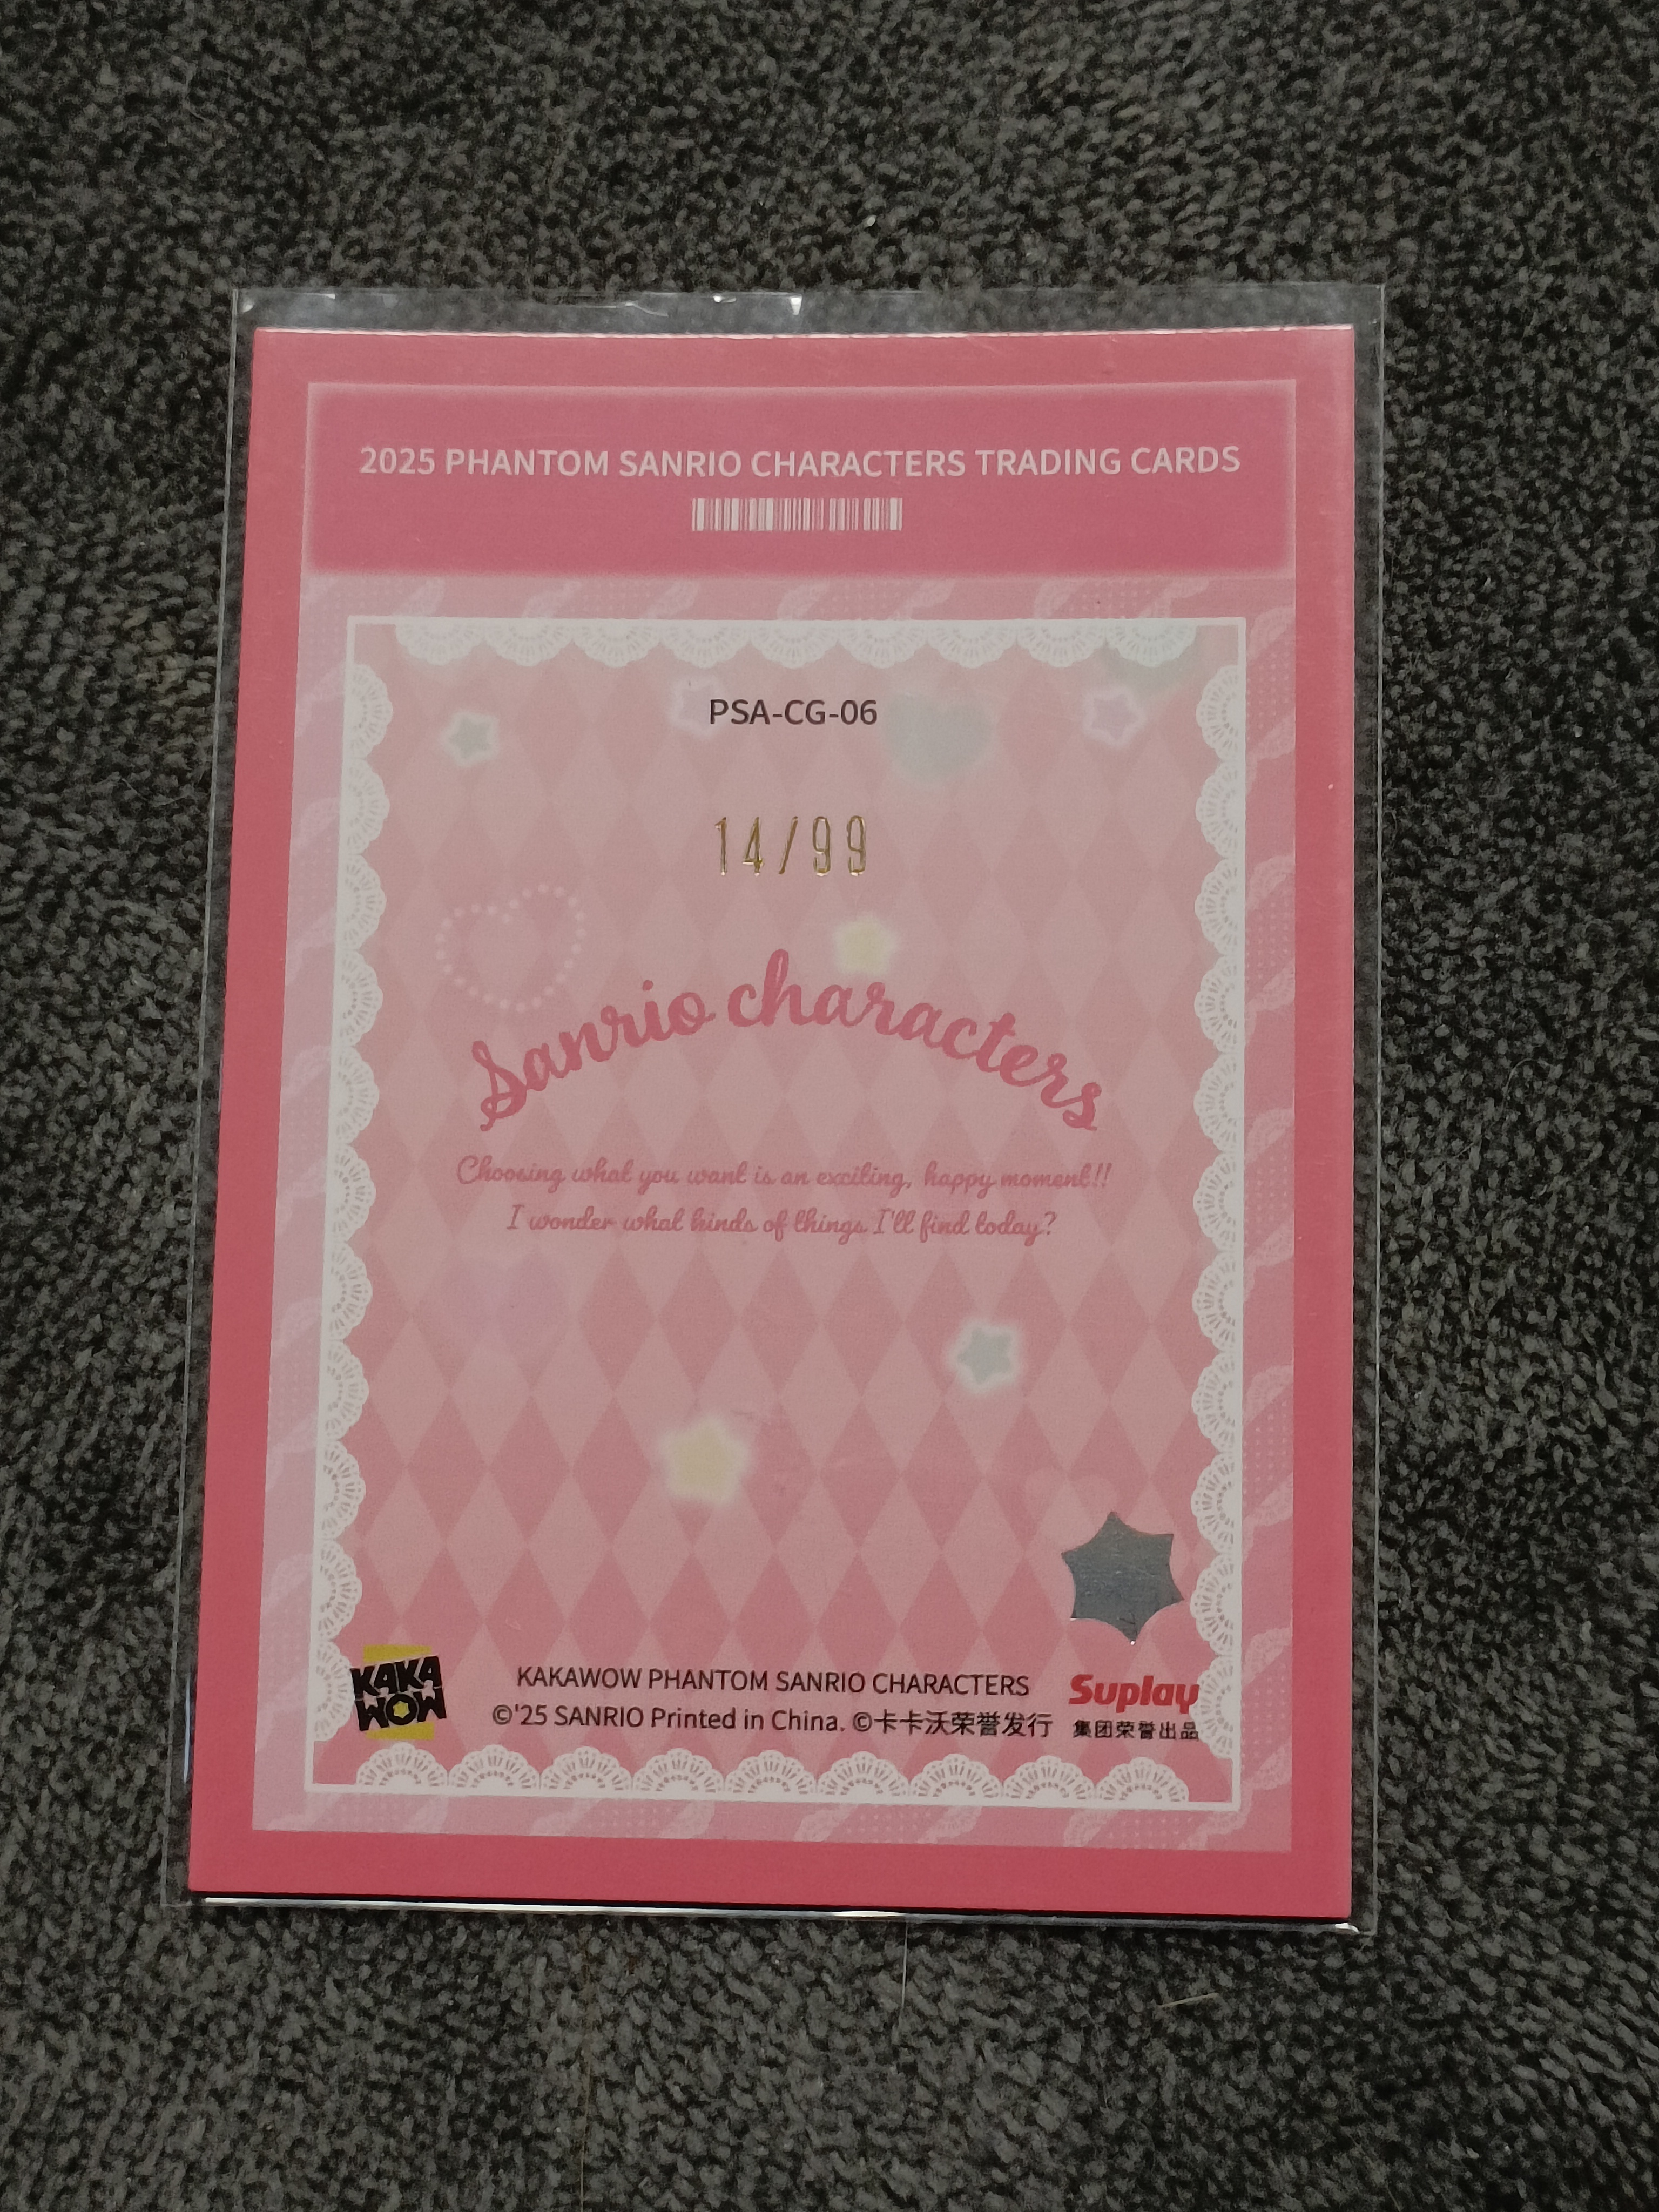 2025 PHANTOM SANRIO CHARACTERS TRADING CARDS
PSA-CG-06
14/99
Sanrio characters
Choosing what you want is an exciting, happy moment!!
I wonder what kinds of things I'll find today?
KAKA
WOW
KAKAWOW PHANTOM SANRIO CHARACTERS
©'25 SANRIO Printed in China. ©卡卡沃荣誉发行
Suplay
集团荣誉出品